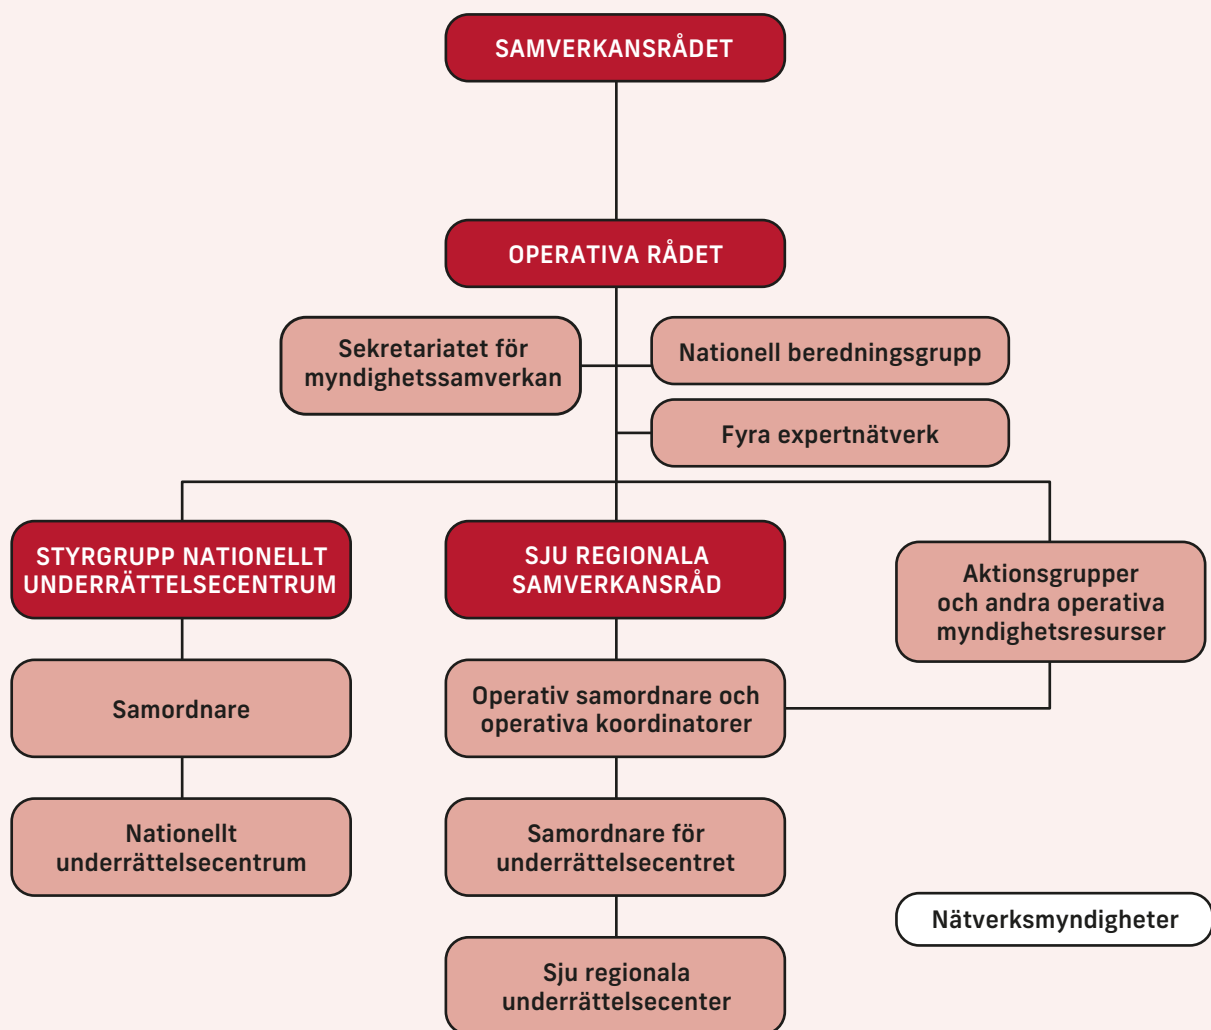 SAMVERKANSRÅDET
OPERATIVA RÅDET
Sekretariatet för
myndighetssamverkan
Nationell beredningsgrupp
Fyra expertnätverk
STYRGRUPP NATIONELLT
UNDERRÄTTELSECENTRUM
SJU REGIONALA
SAMVERKANSRÅD
Aktionsgrupper
och andra operativa
myndighetsresurser
Samordnare
Operativ samordnare och
operativa koordinatorer
Nationellt
underrättelsecentrum
Samordnare för
underrättelsecentret
Nätverksmyndigheter
Sju regionala
underrättelsecenter